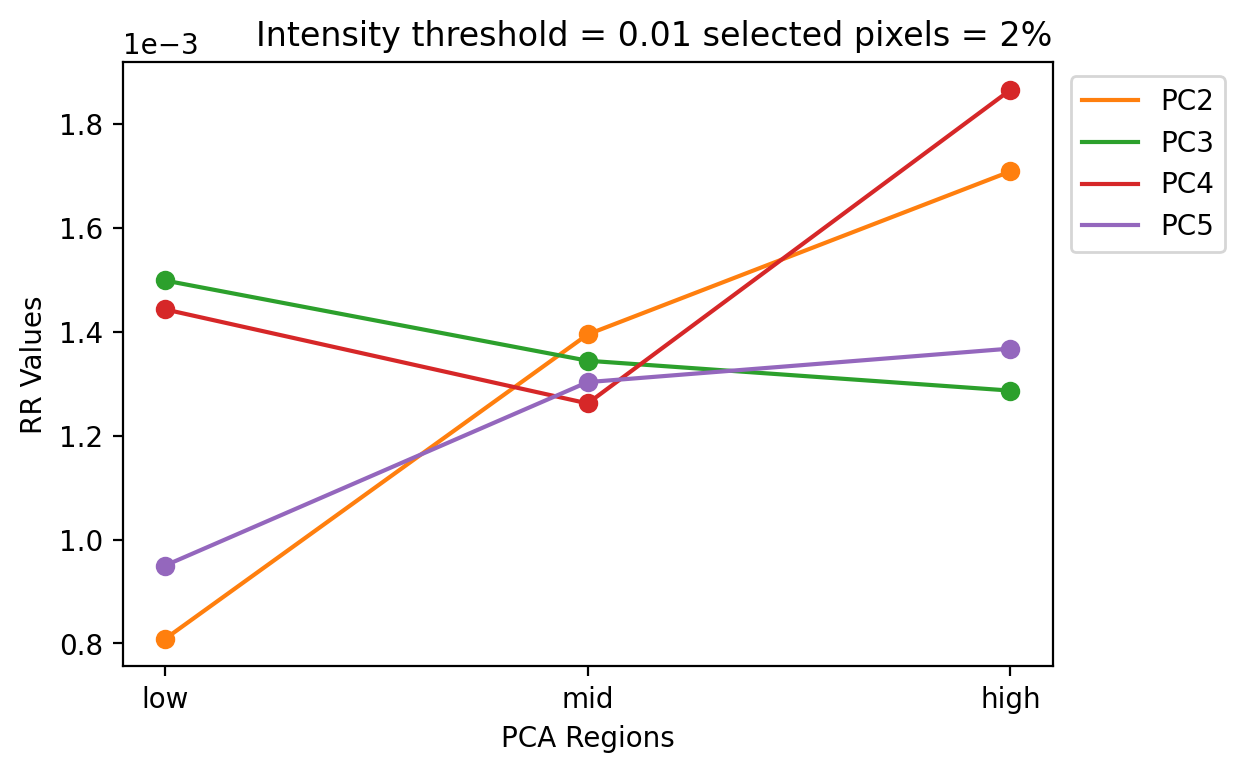 Intensity threshold = 0.01 selected pixels = 2%
1e−3
1.8
1.6
1.4
1.2
1.0
0.8
RR Values
low
mid
high
PCA Regions
PC2
PC3
PC4
PC5